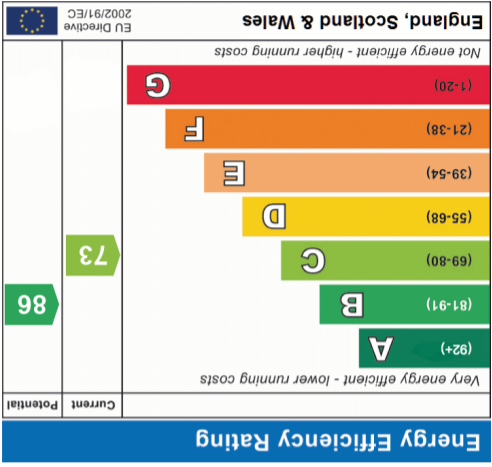 Energy Efficiency Rating
Current Potential
Very energy efficient - lower running costs
(92+) A
(81-91) B
(69-80) C
(55-68) D
(39-54) E
(21-38) F
(1-20) G
73
86
Not energy efficient - higher running costs
England, Scotland & Wales
EU Directive
2002/91/EC